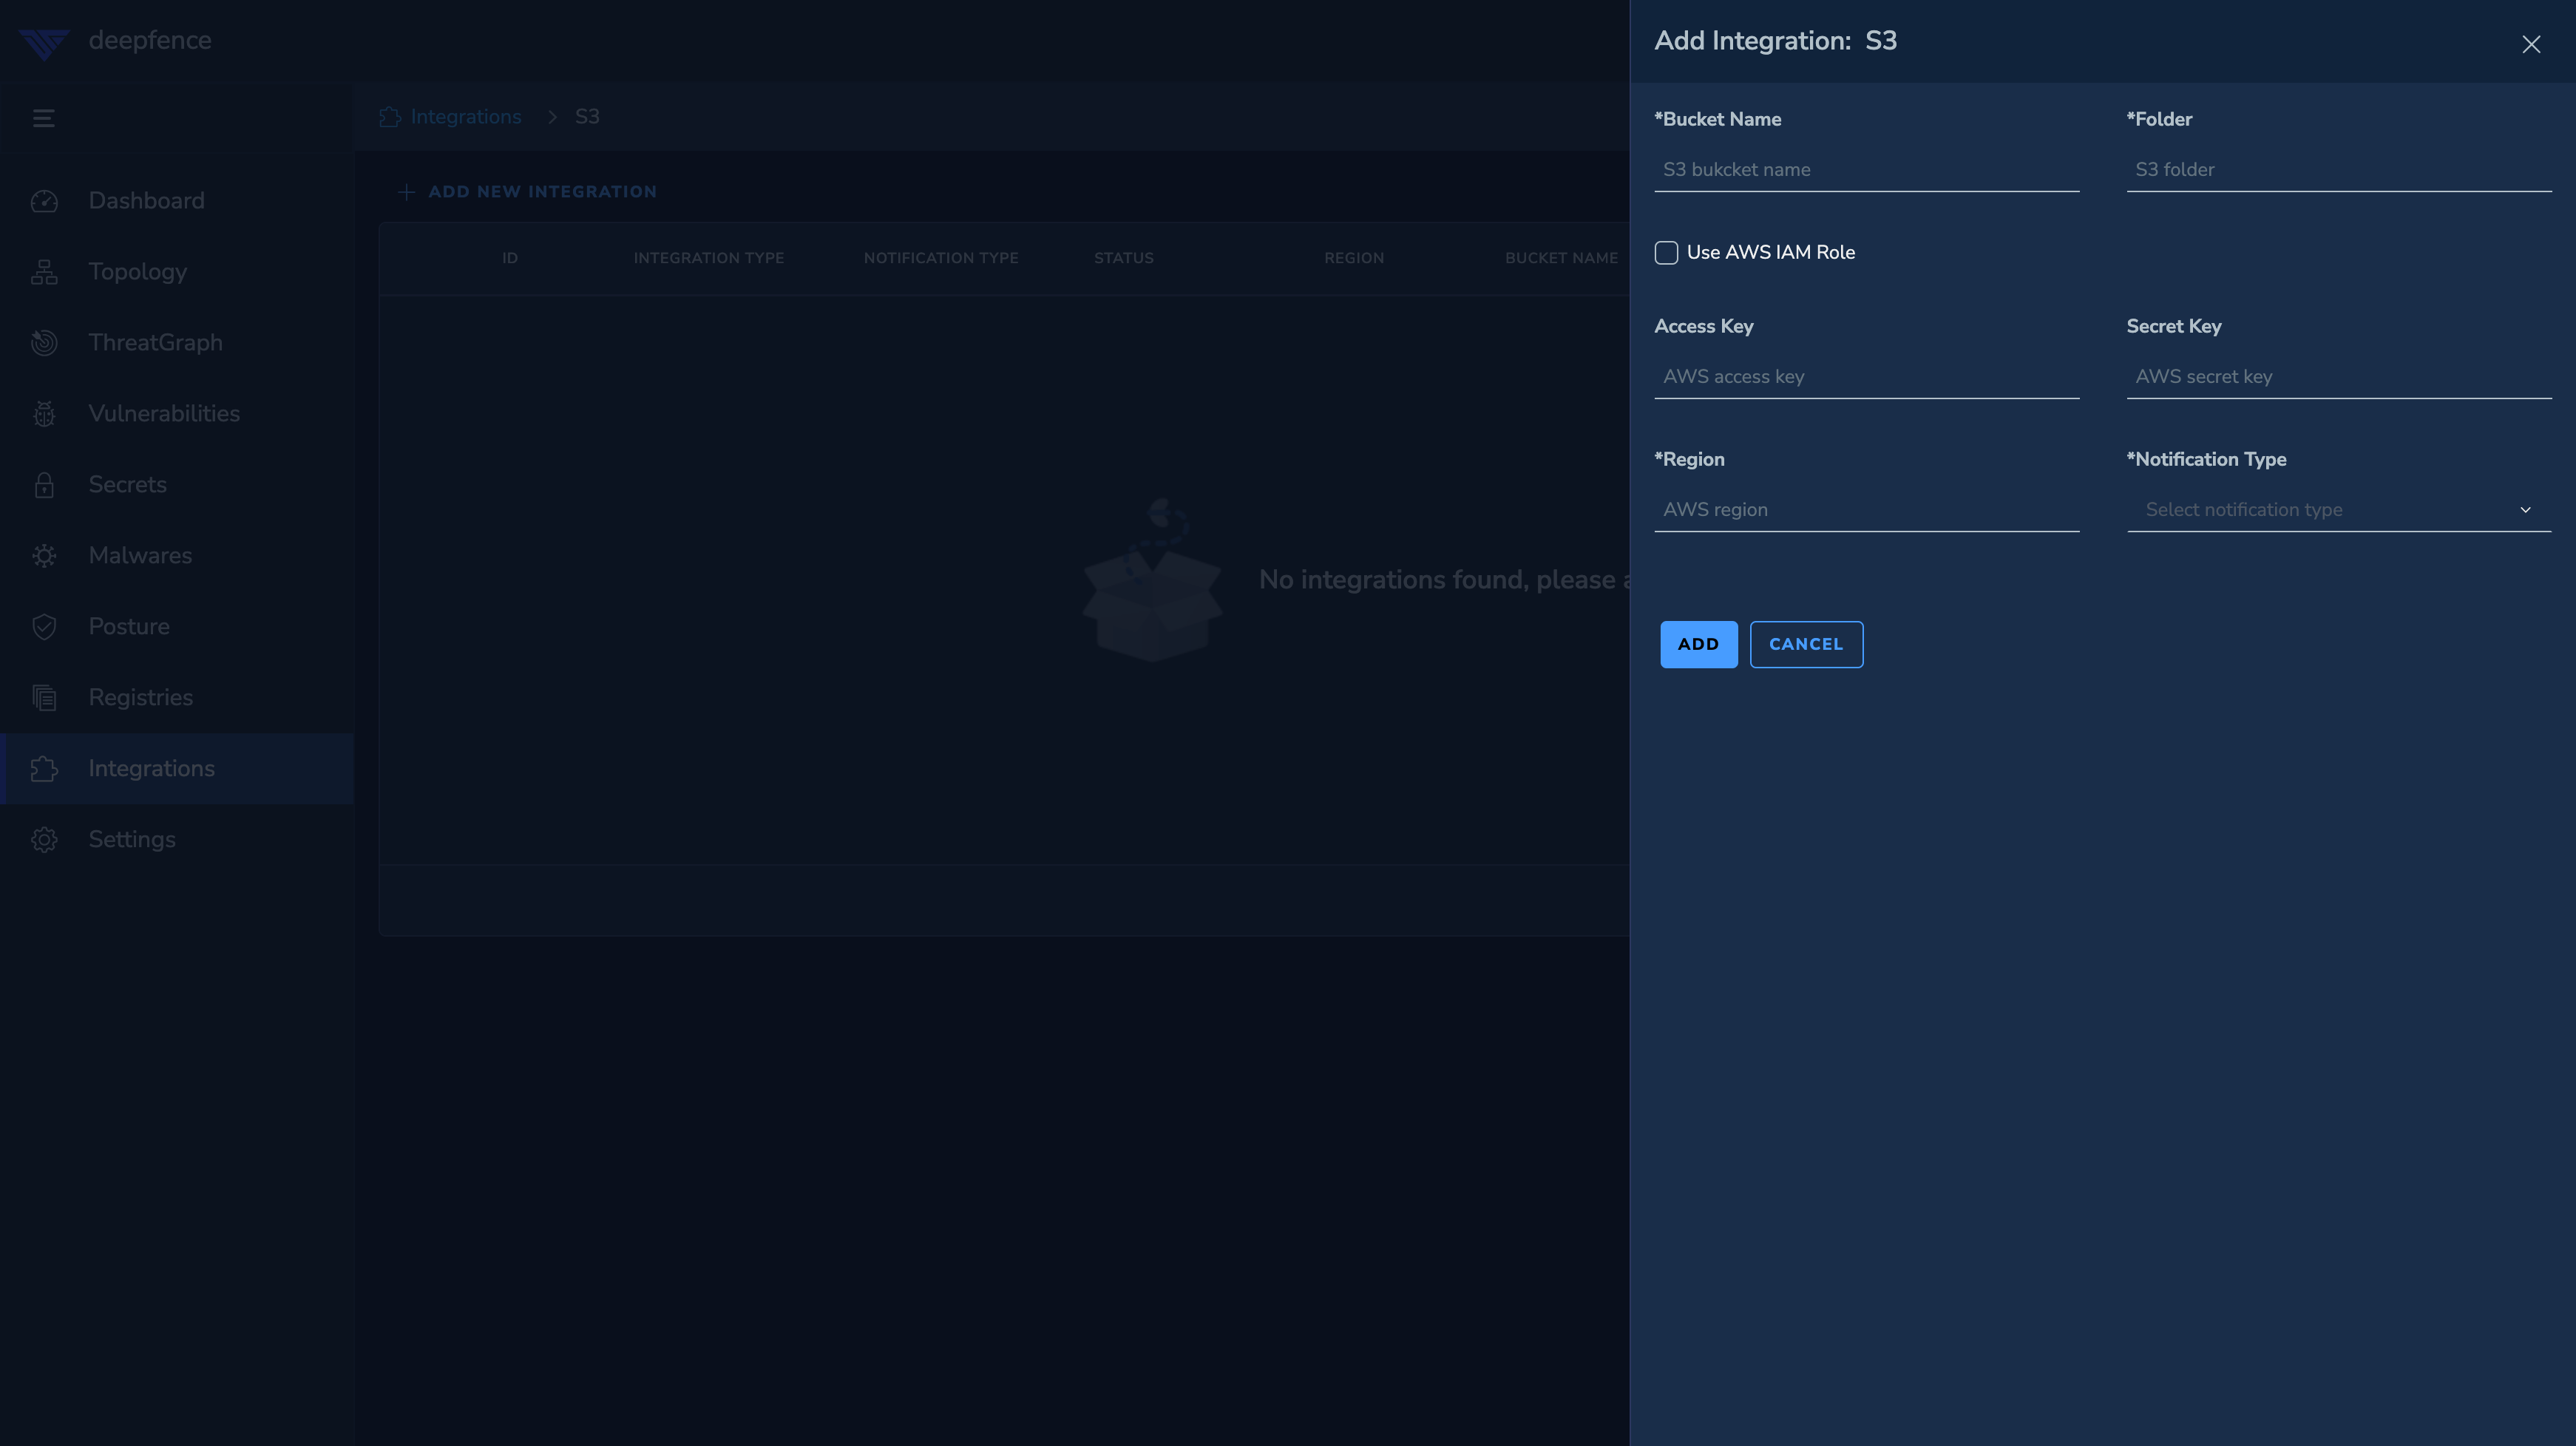 deepfence
Dashboard
Topology
ThreatGraph
Vulnerabilities
Secrets
Malwares
Posture
Registries
Integrations
Settings
Integrations > S3
ADD NEW INTEGRATION
ID INTEGRATION TYPE NOTIFICATION TYPE STATUS REGION BUCKET NAME
No integrations found, please a
Add Integration: S3
*Bucket Name *Folder
S3 bukcket name S3 folder
Use AWS IAM Role
Access Key Secret Key
AWS access key AWS secret key
*Region *Notification Type
AWS region Select notification type
ADD CANCEL